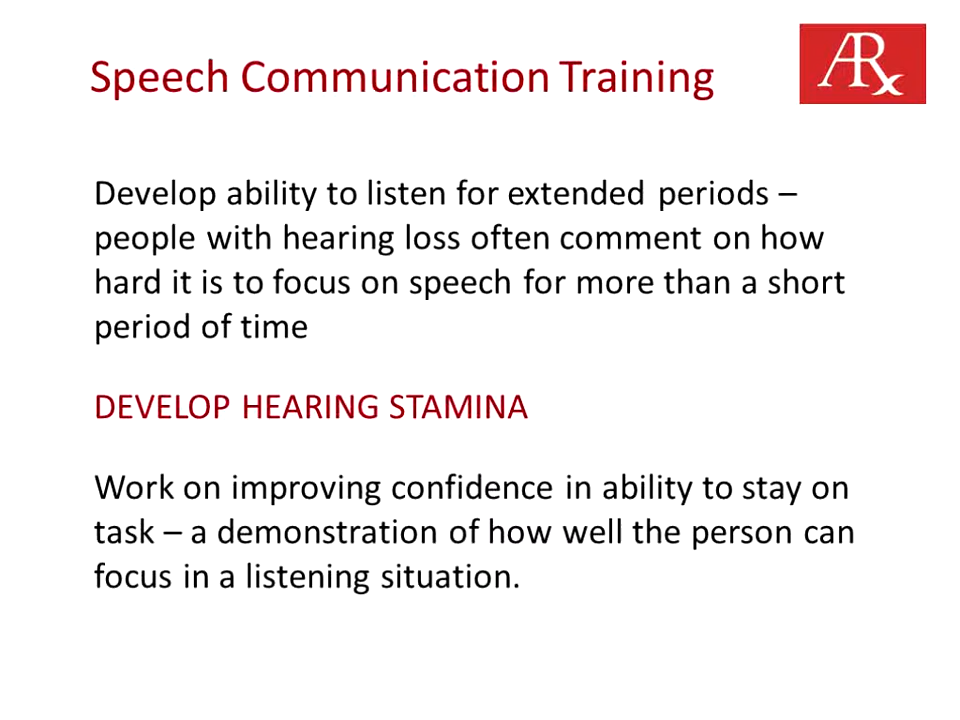 Speech Communication Training
ARx
Develop ability to listen for extended periods –
people with hearing loss often comment on how
hard it is to focus on speech for more than a short
period of time
DEVELOP HEARING STAMINA
Work on improving confidence in ability to stay on
task – a demonstration of how well the person can
focus in a listening situation.